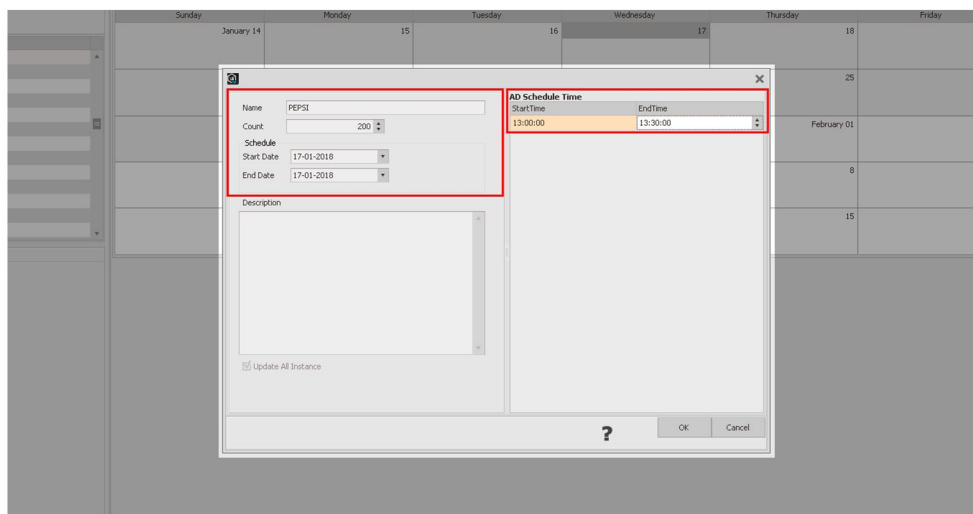 Sunday Monday Tuesday Wednesday Thursday Friday
January 14 15 16 17 18
25
February 01
8
15
AD Schedule Time
Name PEPSI
StartTime EndTime
Count 200
13:00:00 13:30:00
Schedule
Start Date 17-01-2018
End Date 17-01-2018
Description
Update All Instance
? OK Cancel